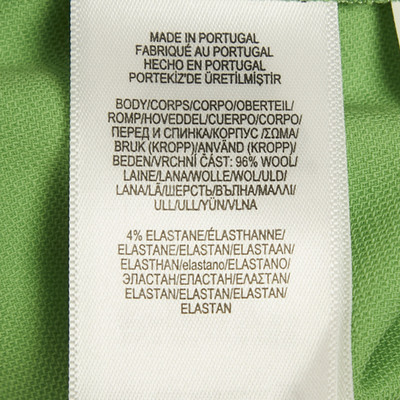 MADE IN PORTUGAL
FABRIQUÉ AU PORTUGAL
HECHO EN PORTUGAL
PORTEKİZ'DE ÜRETİLMİŞTİR
BODY/CORPS/CORPO/OBERTEIL/
ROMP/HOVEDDEL/CUERPO/CORPO/
ПЕРЕД И СПИНКА/КОРПУС /ΣΩΜΑ/
BRUK (KROPP)/ANVÄND (KROPP)/
BEDEN/VRCHNÍ ČÁST: 96% WOOL/
LAINE/LANA/WOLLE/WOL/ULD/
LANA/LÃ/ШЕРСТЬ/ВЪЛНА/ΜΑΛΛΙ/
ULL/ULL/YÜN/VLNA
4% ELASTANE/ÉLASTHANNE/
ELASTANE/ELASTAN/ELASTAAN/
ELASTHAN/elastano/ELASTANO/
ЭЛАСТАН/ЕЛАСТАН/ΕΛΑΣΤΑΝ/
ELASTAN/ELASTAN/ELASTAN/
ELASTAN